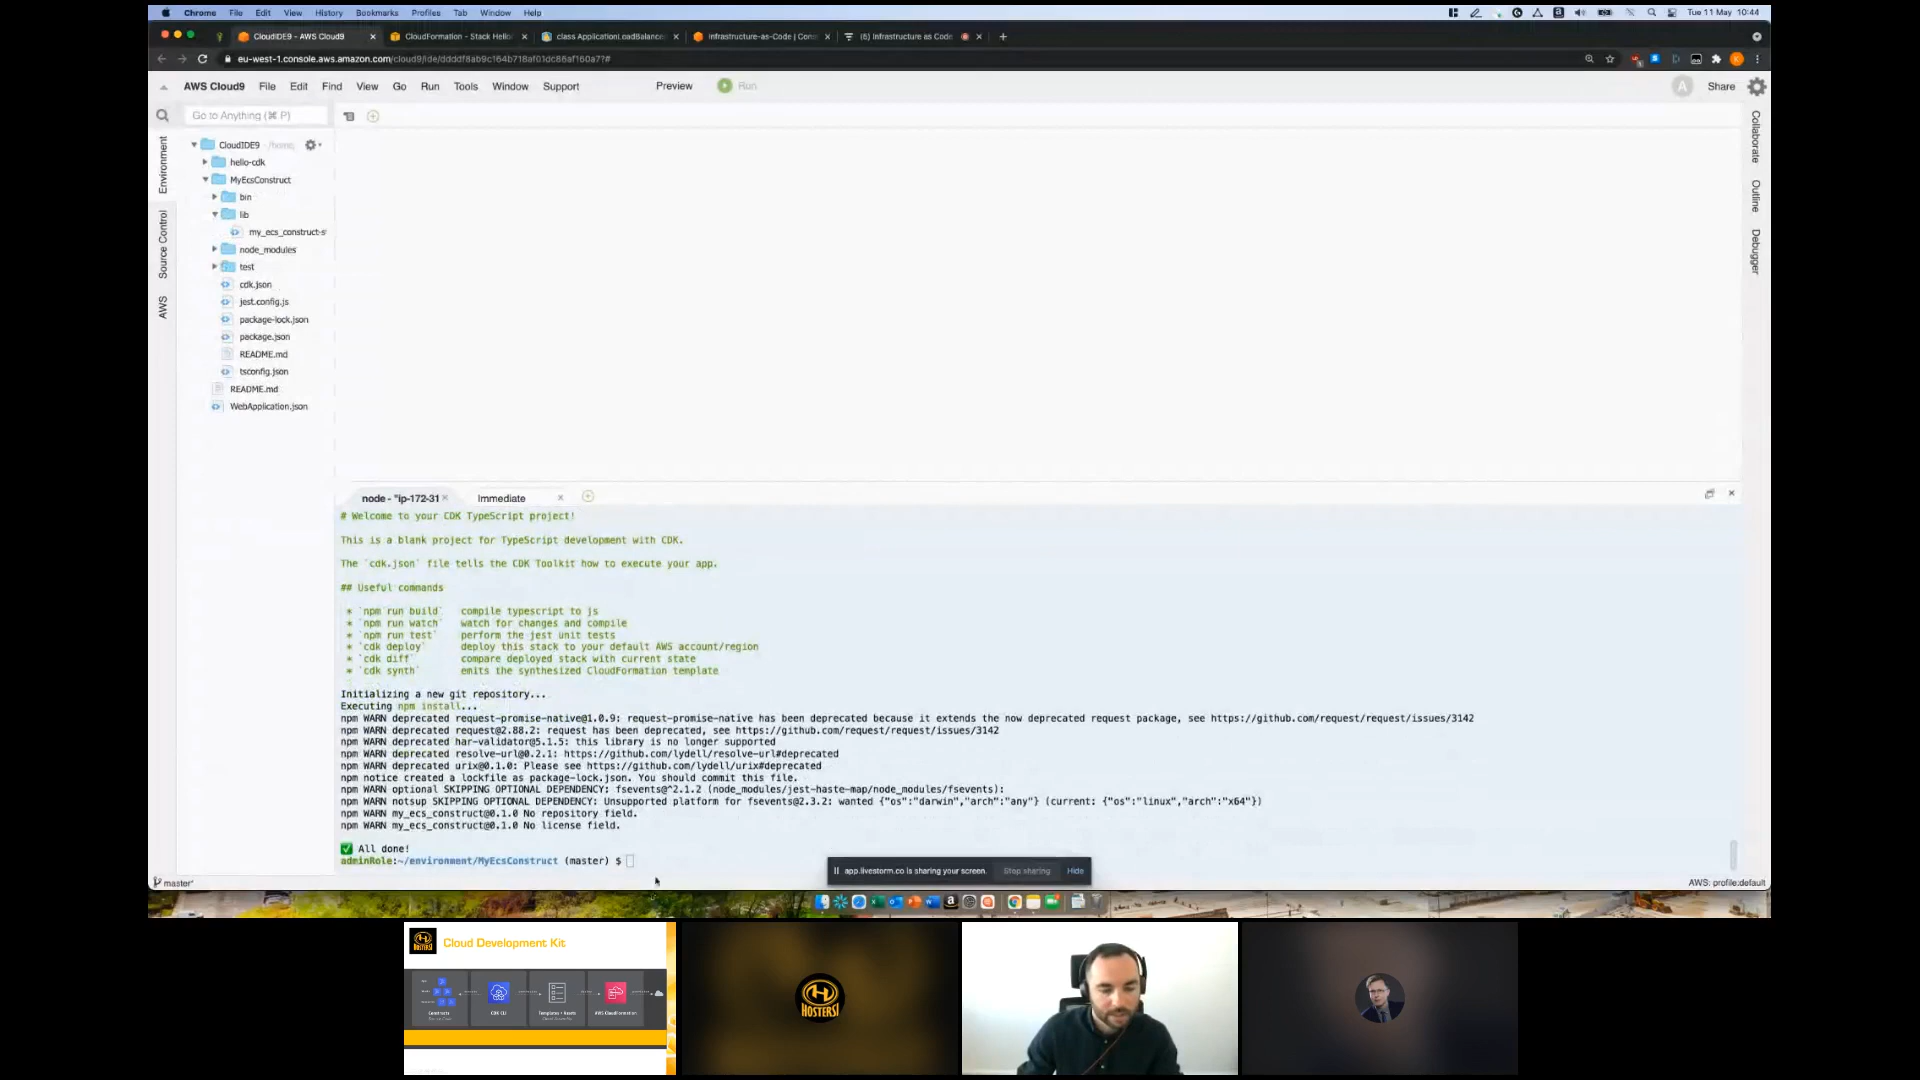 Chrome File Edit View History Bookmarks Profiles Tab Window Help
Tue 11 May 10:44
CloudIDE9 - AWS Cloud9
CloudFormation - Stack Hello
class ApplicationLoadBalance
Infrastructure-as-Code | Con
(6) Infrastructure as Code
eu-west-1.console.aws.amazon.com/cloud9/ide/ddddf8ab9c164b718af01dc86af160a7?#
AWS Cloud9 File Edit Find View Go Run Tools Window Support Preview Run
A Share
Go to Anything (⌘ P)
Environment
Source Control
AWS
Collaborate
Outline
Debugger
CloudIDE9 - /home
hello-cdk
MyEcsConstruct
bin
lib
my_ecs_construct-s
node_modules
test
cdk.json
jest.config.js
package-lock.json
package.json
README.md
tsconfig.json
README.md
WebApplication.json
node - "ip-172-31
Immediate
# Welcome to your CDK TypeScript project!
This is a blank project for TypeScript development with CDK.
The `cdk.json` file tells the CDK Toolkit how to execute your app.
## Useful commands
* `npm run build` compile typescript to js
* `npm run watch` watch for changes and compile
* `npm run test` perform the jest unit tests
* `cdk deploy` deploy this stack to your default AWS account/region
* `cdk diff` compare deployed stack with current state
* `cdk synth` emits the synthesized CloudFormation template
Initializing a new git repository...
Executing npm install...
npm WARN deprecated request-promise-native@1.0.9: request-promise-native has been deprecated because it extends the now deprecated request package, see https://github.com/request/request/issues/3142
npm WARN deprecated request@2.88.2: request has been deprecated, see https://github.com/request/request/issues/3142
npm WARN deprecated har-validator@5.1.5: this library is no longer supported
npm WARN deprecated resolve-url@0.2.1: https://github.com/lydell/resolve-url#deprecated
npm WARN deprecated urix@0.1.0: Please see https://github.com/lydell/urix#deprecated
npm notice created a lockfile as package-lock.json. You should commit this file.
npm WARN optional SKIPPING OPTIONAL DEPENDENCY: fsevents@^2.1.2 (node_modules/jest-haste-map/node_modules/fsevents):
npm WARN notsup SKIPPING OPTIONAL DEPENDENCY: Unsupported platform for fsevents@2.3.2: wanted {"os":"darwin","arch":"any"} (current: {"os":"linux","arch":"x64"})
npm WARN my_ecs_construct@0.1.0 No repository field.
npm WARN my_ecs_construct@0.1.0 No license field.
✅ All done!
adminRole:~/environment/MyEcsConstruct (master) $
app.livestorm.co is sharing your screen. Stop sharing Hide
master*
AWS: profile:default
HOSTERSI
Cloud Development Kit
Constructs
CDK CLI
Templates + Assets
AWS CloudFormation
HOSTERSI